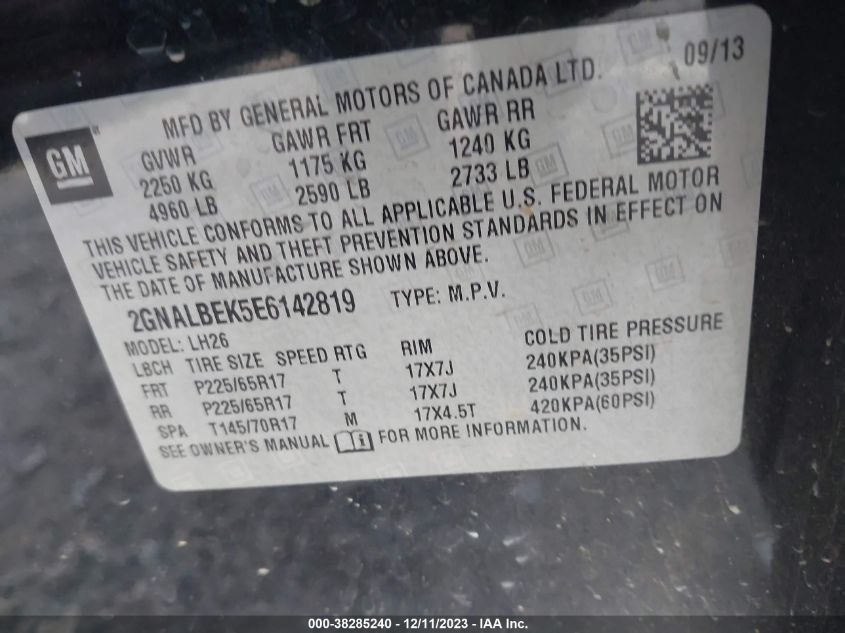 GM
MFD BY GENERAL MOTORS OF CANADA LTD. 09/13
GVWR GAWR FRT GAWR RR
2250 KG 1175 KG 1240 KG
4960 LB 2590 LB 2733 LB
THIS VEHICLE CONFORMS TO ALL APPLICABLE U.S. FEDERAL MOTOR
VEHICLE SAFETY AND THEFT PREVENTION STANDARDS IN EFFECT ON
THE DATE OF MANUFACTURE SHOWN ABOVE.
2GNALBEK5E6142819 TYPE: M.P.V.
MODEL: LH26
L8CH TIRE SIZE SPEED RTG RIM COLD TIRE PRESSURE
FRT P225/65R17 T 17X7J 240KPA(35PSI)
RR P225/65R17 T 17X7J 240KPA(35PSI)
SPA T145/70R17 M 17X4.5T 420KPA(60PSI)
SEE OWNER'S MANUAL FOR MORE INFORMATION.
000-38285240 - 12/11/2023 - IAA Inc.